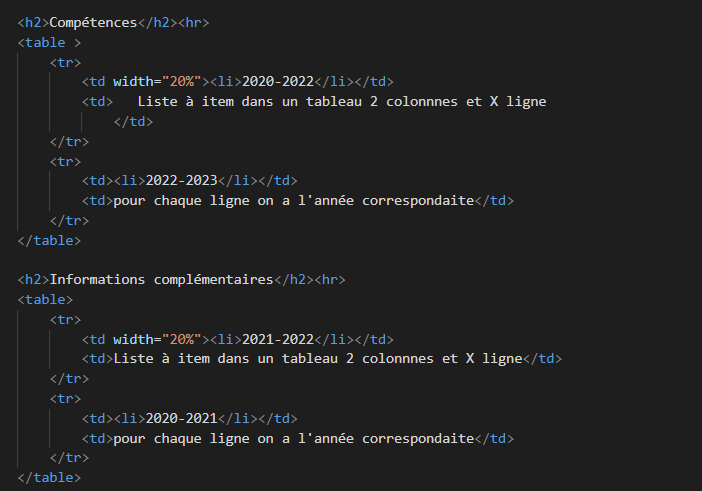 <h2>Compétences</h2><hr>
<table >
    <tr>
        <td width="20%"><li>2020-2022</li></td>
        <td>   Liste à item dans un tableau 2 colonnnes et X ligne
            </td>
    </tr>
    <tr>
        <td><li>2022-2023</li></td>
        <td>pour chaque ligne on a l'année correspondaite</td>
    </tr>
</table>

<h2>Informations complémentaires</h2><hr>
<table>
    <tr>
        <td width="20%"><li>2021-2022</li></td>
        <td>Liste à item dans un tableau 2 colonnnes et X ligne</td>
    </tr>
    <tr>
        <td><li>2020-2021</li></td>
        <td>pour chaque ligne on a l'année correspondaite</td>
    </tr>
</table>